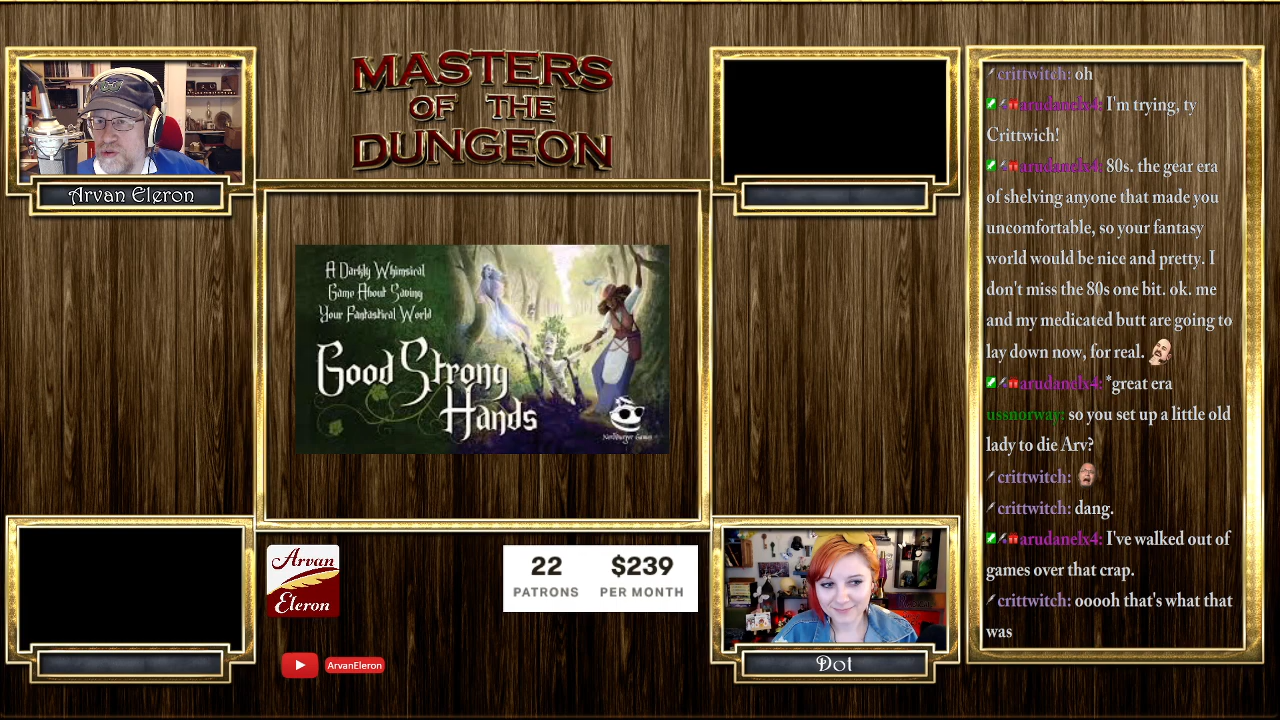 MASTERS
OF THE
DUNGEON
Arvan Eleron
A Darkly Whimsical
Game About Saving
Your Fantastical World
Good Strong
Hands
Nerdburger Games
Arvan
Eleron
22
PATRONS
$239
PER MONTH
ArvanEleron
Dot
crittwitch: oh
arudanelx4: I'm trying, ty
Crittwich!
arudanelx4: 80s. the gear era
of shelving anyone that made you
uncomfortable, so your fantasy
world would be nice and pretty. I
don't miss the 80s one bit. ok. me
and my medicated butt are going to
lay down now, for real.
arudanelx4: *great era
ussnorway: so you set up a little old
lady to die Arv?
crittwitch:
crittwitch: dang.
arudanelx4: I've walked out of
games over that crap.
crittwitch: ooooh that's what that
was